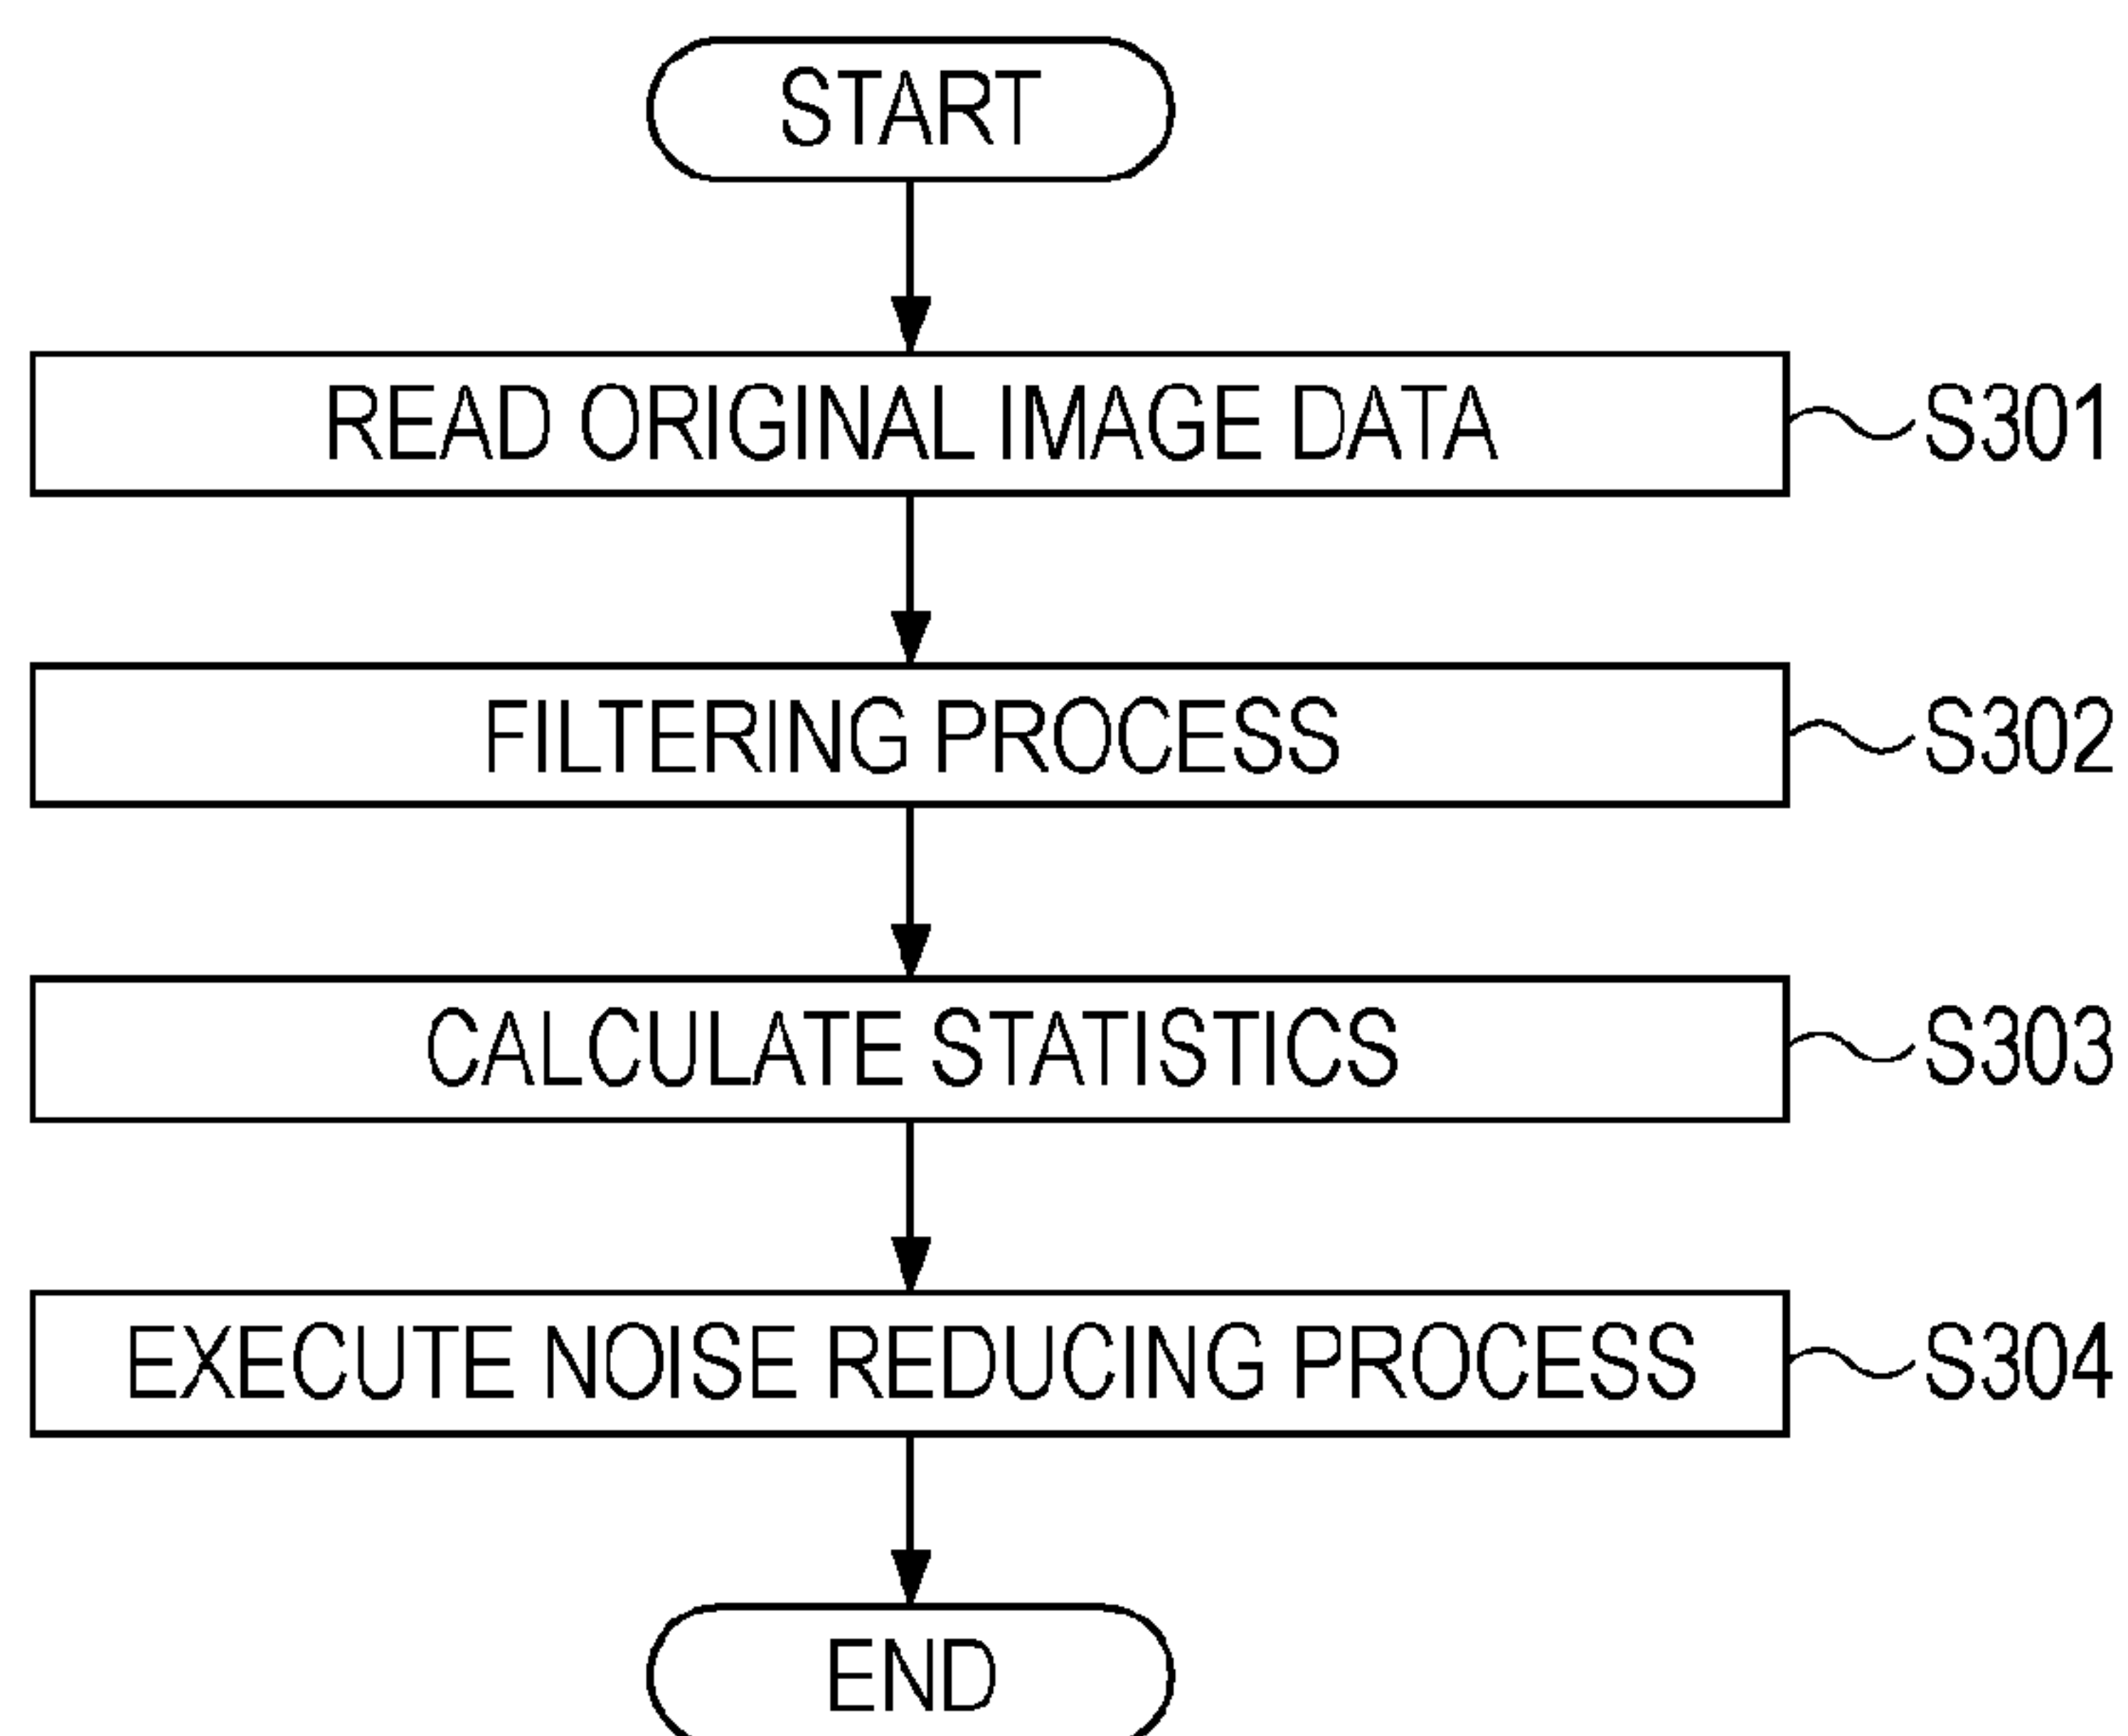 START
READ ORIGINAL IMAGE DATA
S301
FILTERING PROCESS
S302
CALCULATE STATISTICS
S303
EXECUTE NOISE REDUCING PROCESS
S304
END